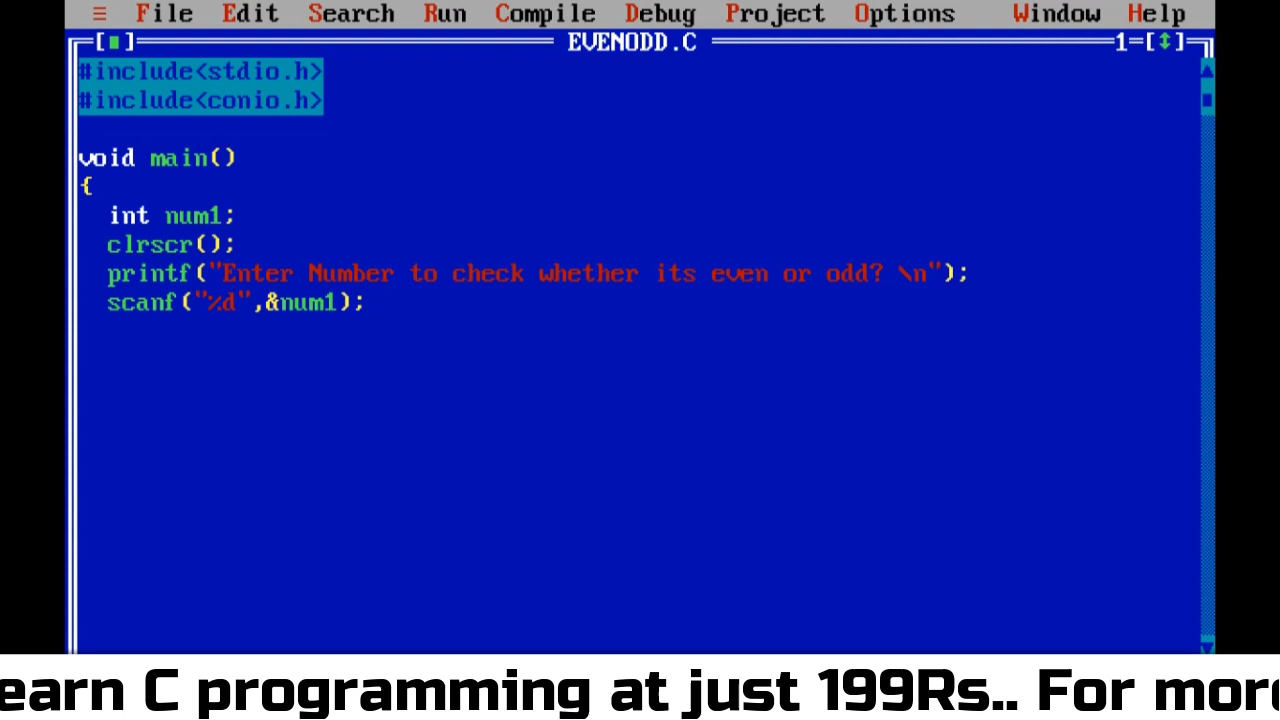 ≡ File Edit Search Run Compile Debug Project Options Window Help
[■] EVENODD.C 1=[↕]
#include<stdio.h>
#include<conio.h>
void main()
{
int num1;
clrscr();
printf("Enter Number to check whether its even or odd? \n");
scanf("%d",&num1);
earn C programming at just 199Rs.. For more